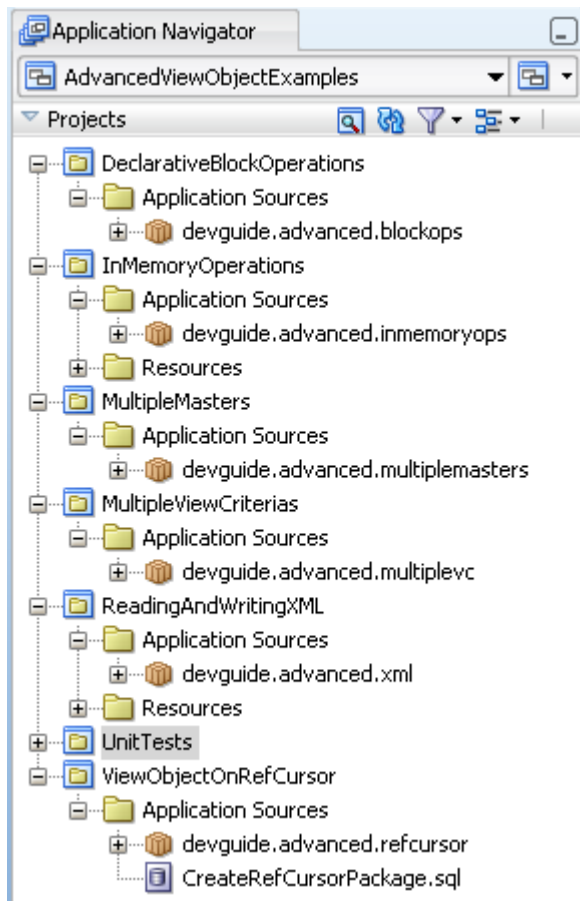 Application Navigator
AdvancedViewObjectExamples
Projects
DeclarativeBlockOperations
Application Sources
devguide.advanced.blockops
InMemoryOperations
Application Sources
devguide.advanced.inmemoryops
Resources
MultipleMasters
Application Sources
devguide.advanced.multiplemasters
MultipleViewCriterias
Application Sources
devguide.advanced.multiplevc
ReadingAndWritingXML
Application Sources
devguide.advanced.xml
Resources
UnitTests
ViewObjectOnRefCursor
Application Sources
devguide.advanced.refcursor
CreateRefCursorPackage.sql